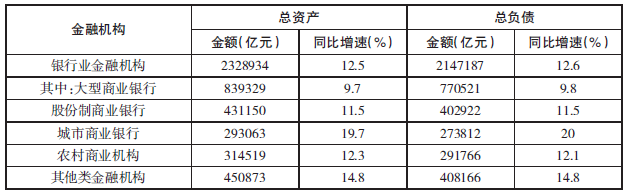 金融机构 总资产 总负债
金额(亿元) 同比增速(%) 金额(亿元) 同比增速(%)
银行业金融机构 2328934 12.5 2147187 12.6
其中:大型商业银行 839329 9.7 770521 9.8
股份制商业银行 431150 11.5 402922 11.5
城市商业银行 293063 19.7 273812 20
农村商业机构 314519 12.3 291766 12.1
其他类金融机构 450873 14.8 408166 14.8